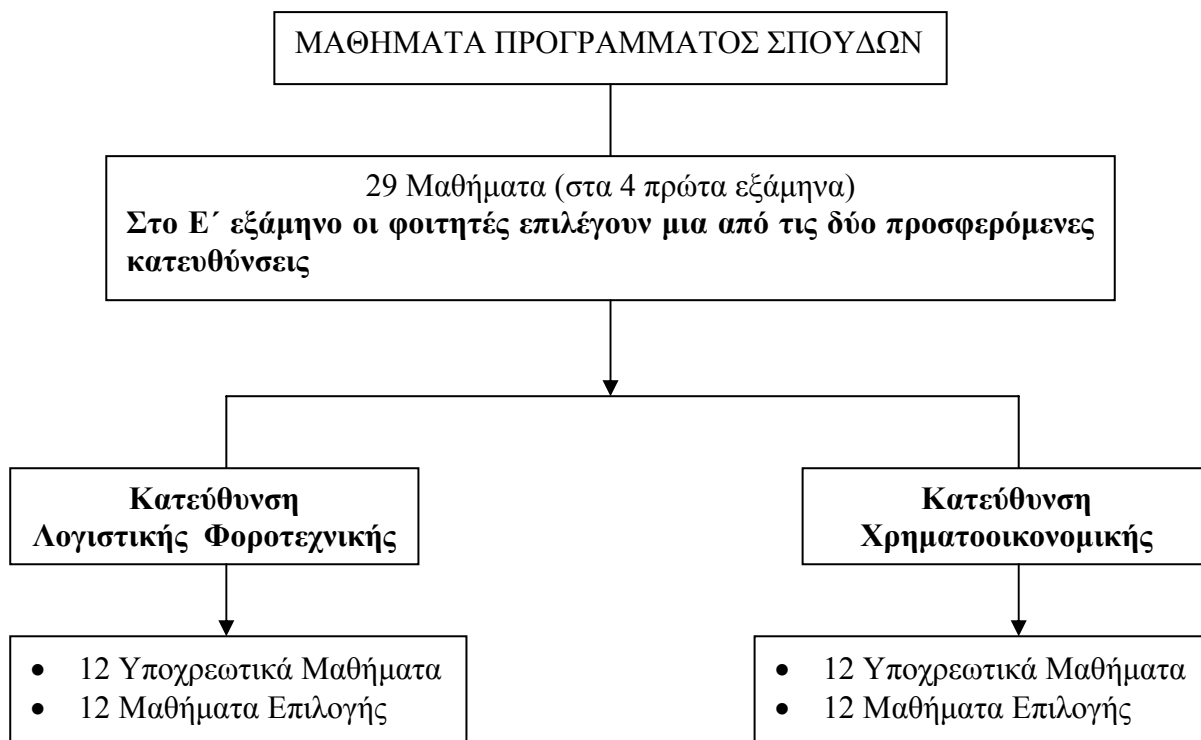 ΜΑΘΗΜΑΤΑ ΠΡΟΓΡΑΜΜΑΤΟΣ ΣΠΟΥΔΩΝ
29 Μαθήματα (στα 4 πρώτα εξάμηνα)
Στο Ε΄ εξάμηνο οι φοιτητές επιλέγουν μια από τις δύο προσφερόμενες
κατευθύνσεις
Κατεύθυνση
Λογιστικής Φοροτεχνικής
• 12 Υποχρεωτικά Μαθήματα
• 12 Μαθήματα Επιλογής
Κατεύθυνση
Χρηματοοικονομικής
• 12 Υποχρεωτικά Μαθήματα
• 12 Μαθήματα Επιλογής